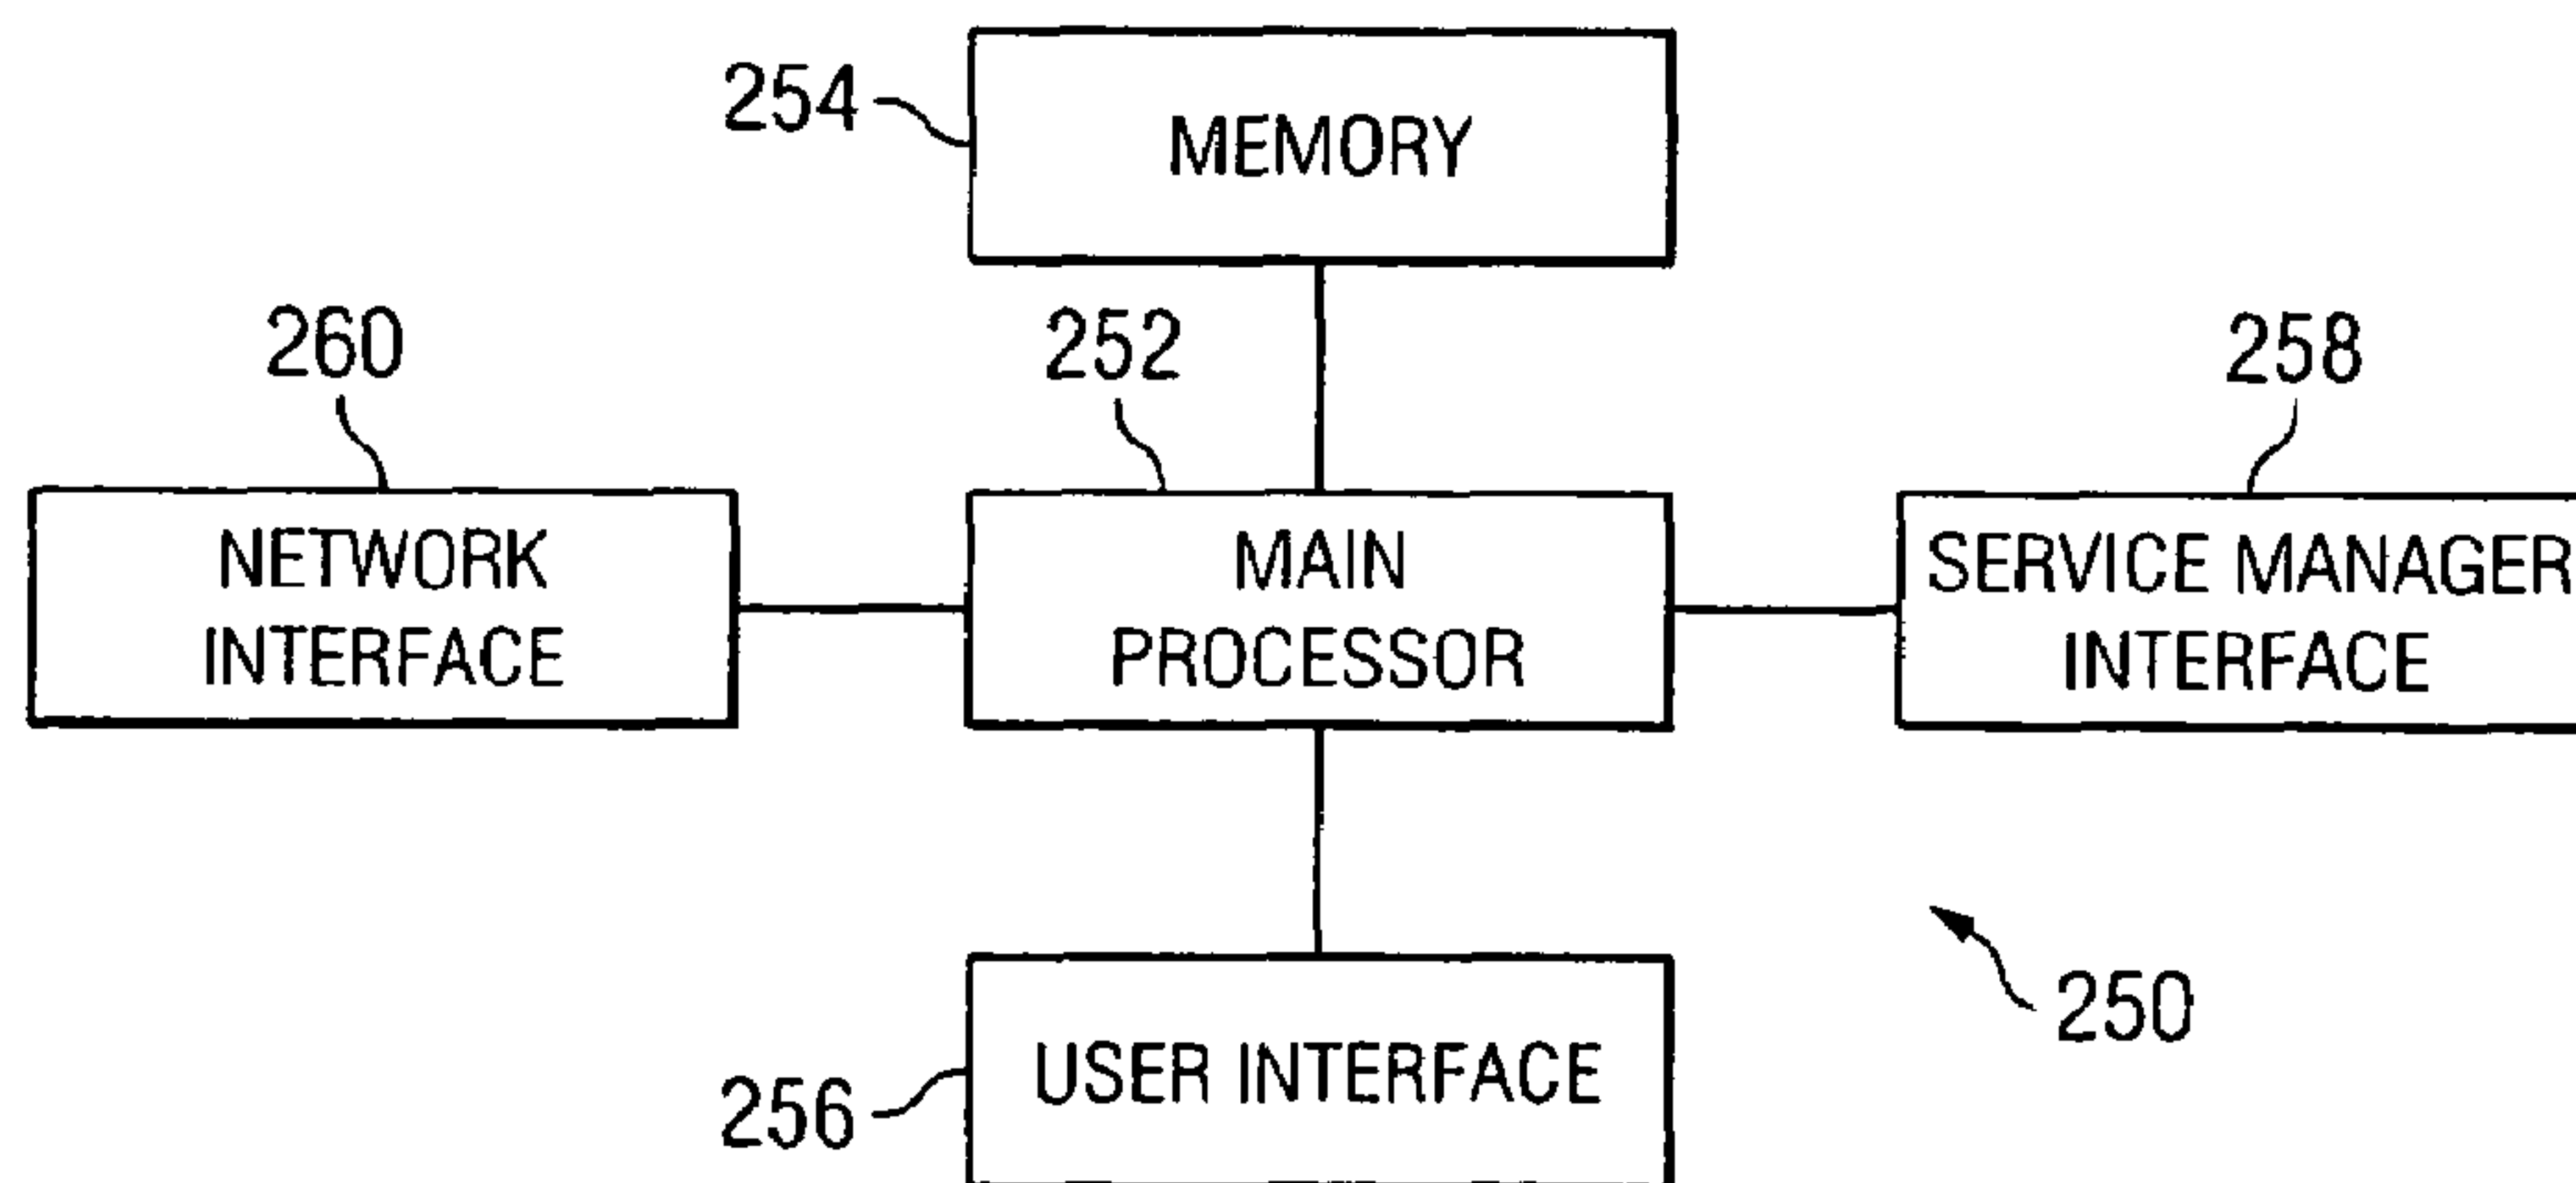 254
MEMORY
260
252
258
NETWORK
INTERFACE
MAIN
PROCESSOR
SERVICE MANAGER
INTERFACE
250
256
USER INTERFACE